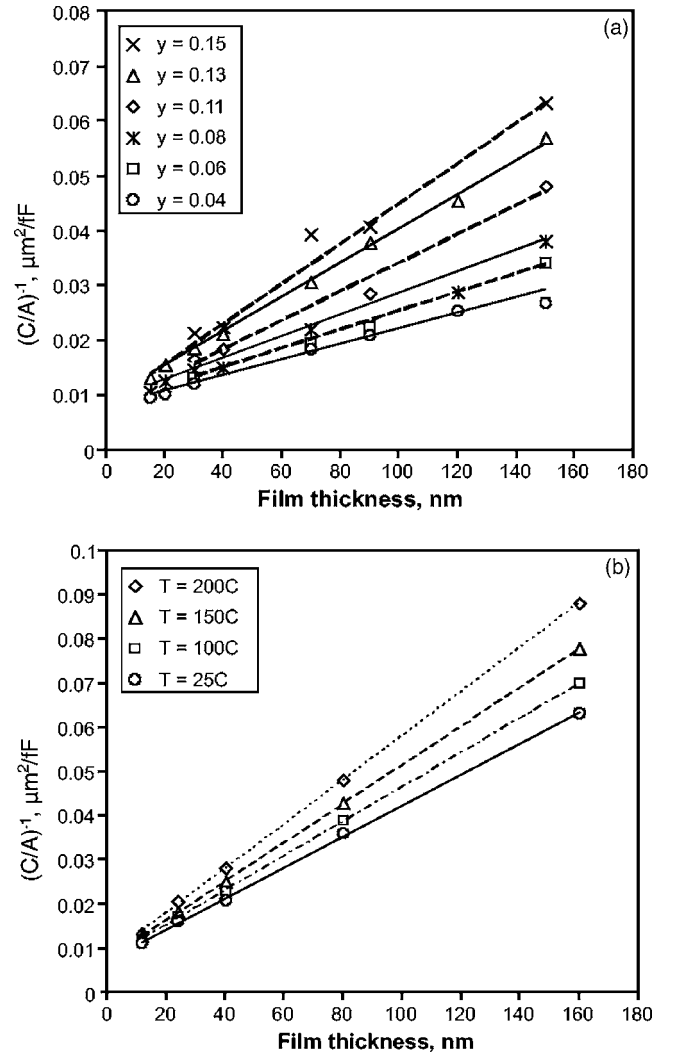 (a)
0.08
0.07
0.06
0.05
0.04
0.03
0.02
0.01
0
y = 0.15
y = 0.13
y = 0.11
y = 0.08
y = 0.06
y = 0.04
(C/A)⁻¹, μm²/fF
0 20 40 60 80 100 120 140 160 180
Film thickness, nm
(b)
0.1
0.09
0.08
0.07
0.06
0.05
0.04
0.03
0.02
0.01
0
T = 200C
T = 150C
T = 100C
T = 25C
(C/A)⁻¹, μm²/fF
0 20 40 60 80 100 120 140 160 180
Film thickness, nm